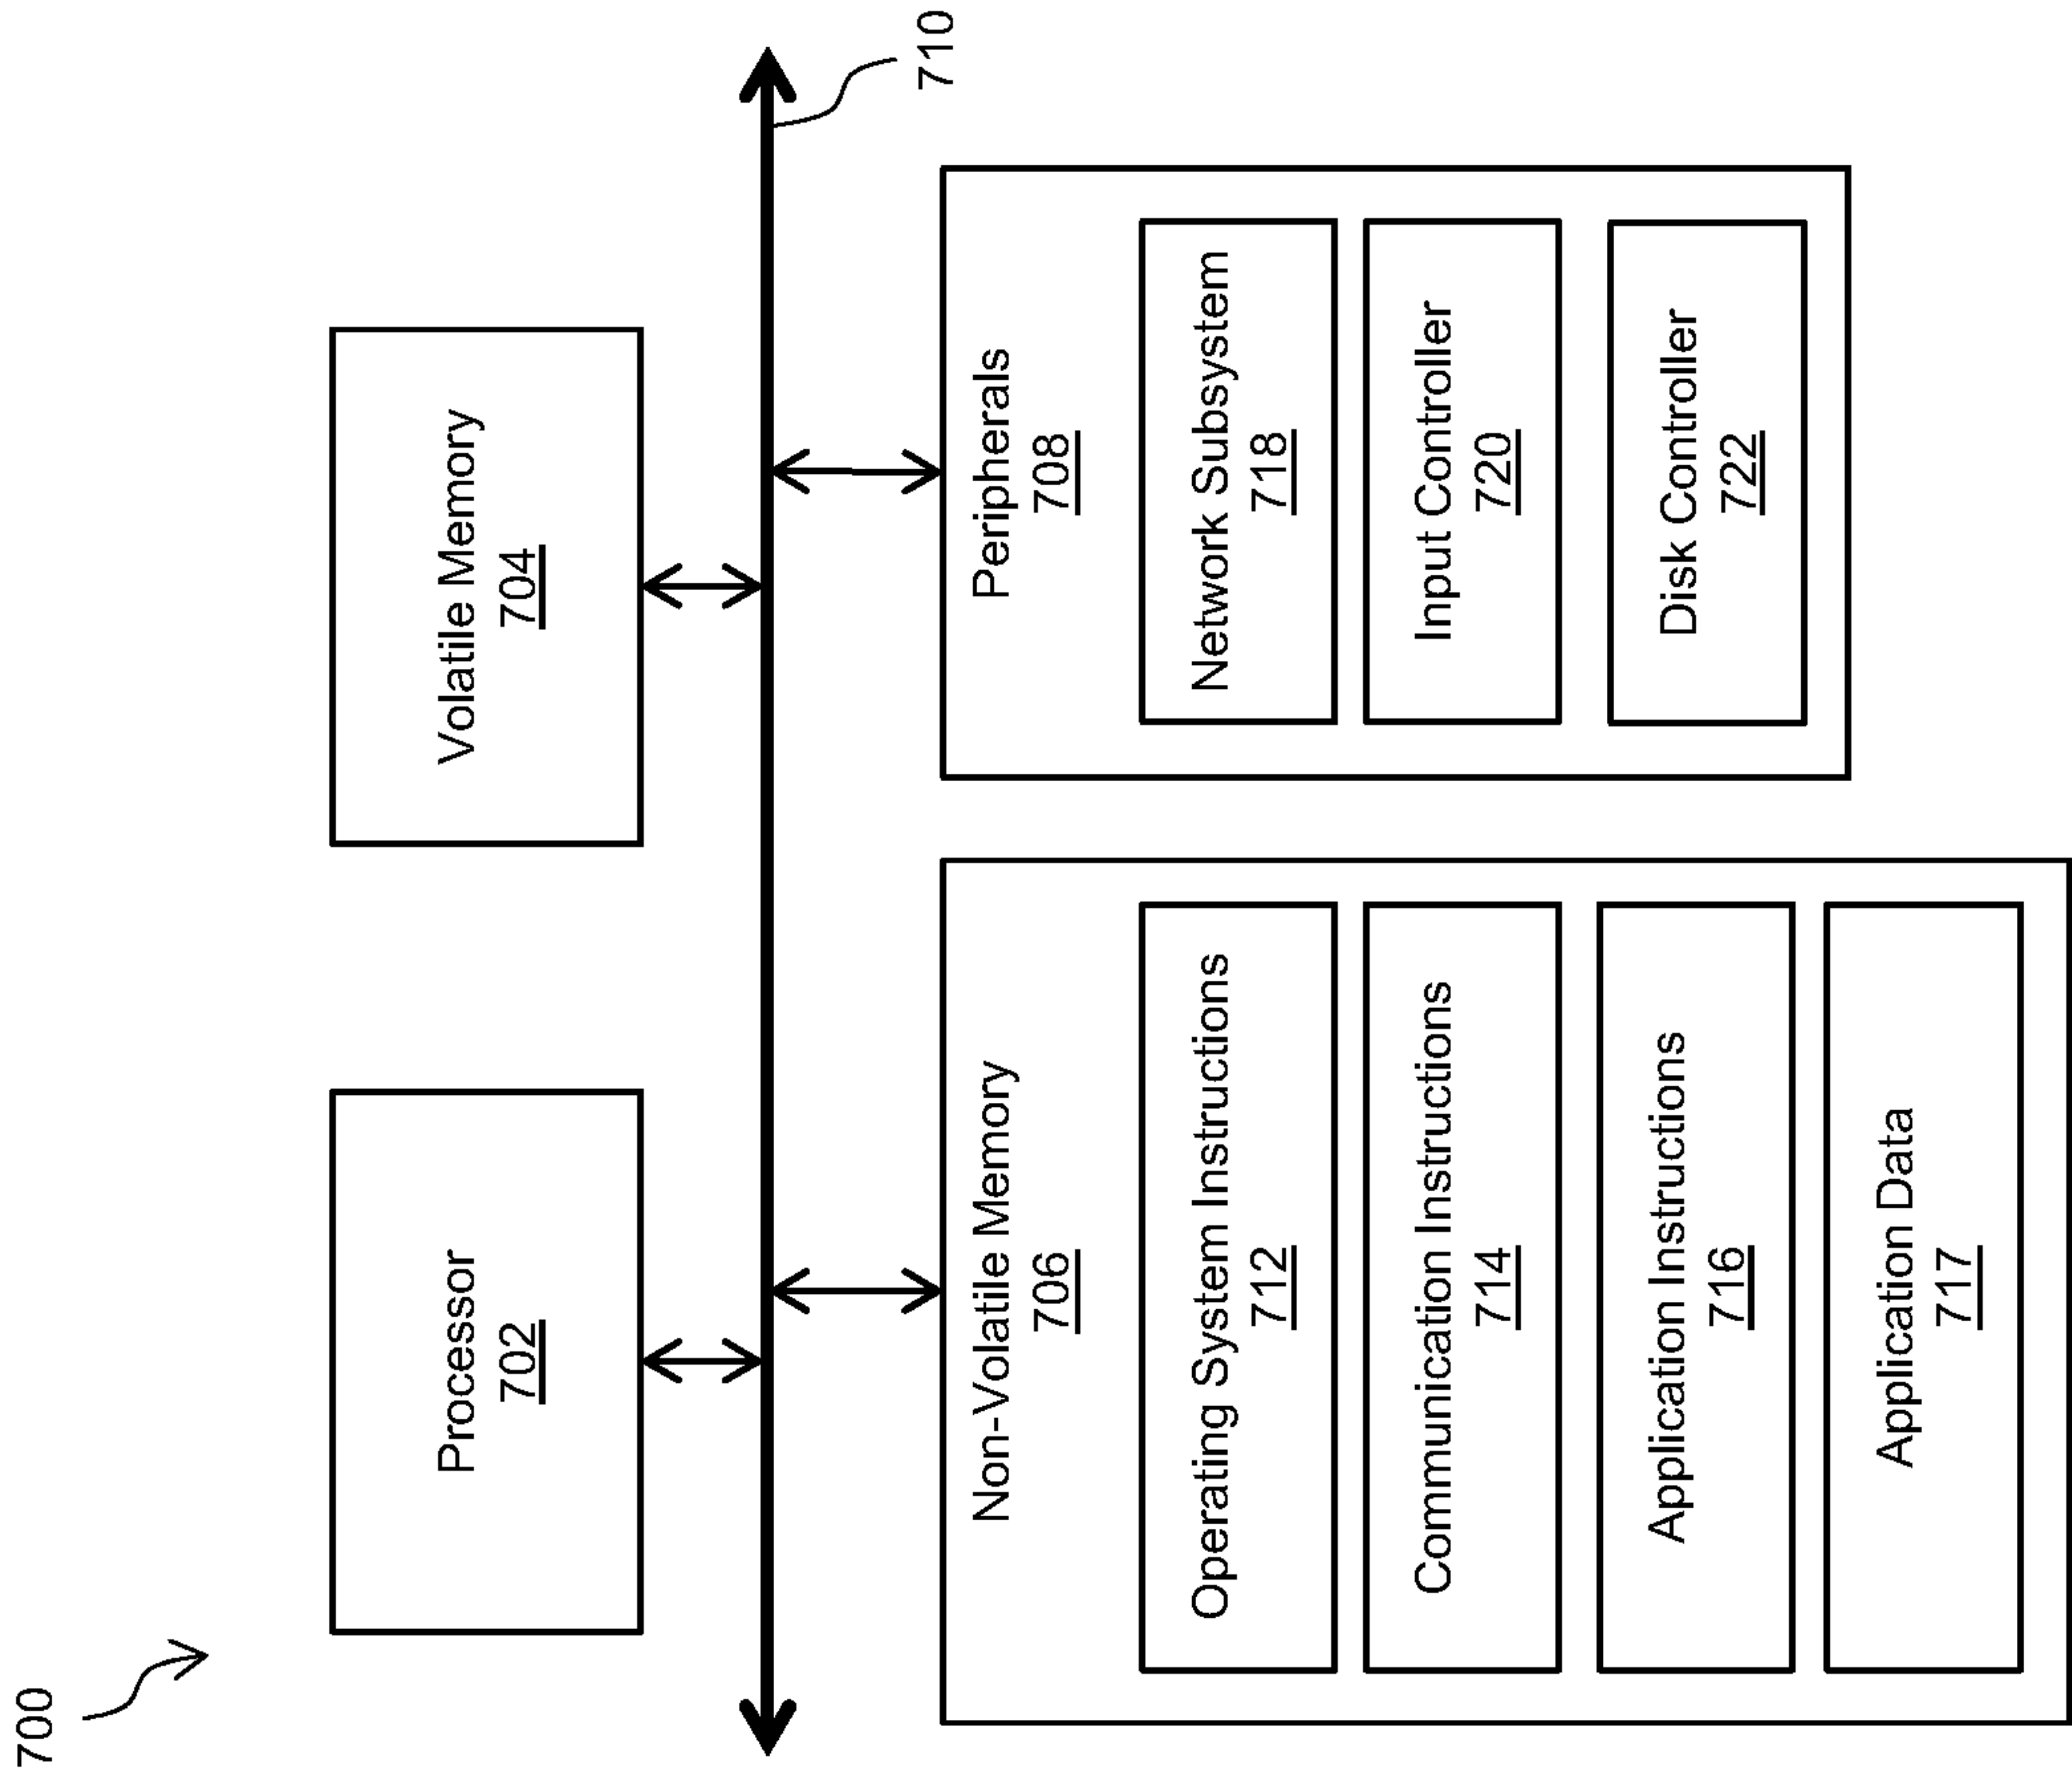 700
Processor
702
Volatile Memory
704
710
Non-Volatile Memory
706
Operating System Instructions
712
Communication Instructions
714
Application Instructions
716
Application Data
717
Peripherals
708
Network Subsystem
718
Input Controller
720
Disk Controller
722